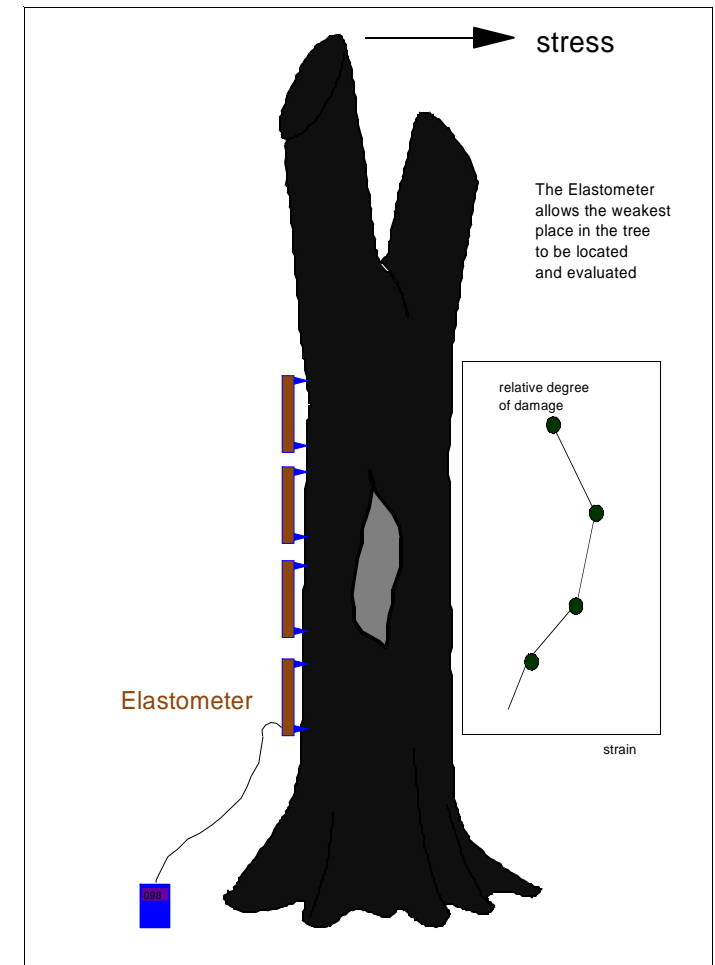 stress
The Elastometer
allows the weakest
place in the tree
to be located
and evaluated
relative degree
of damage
Elastometer
strain
098